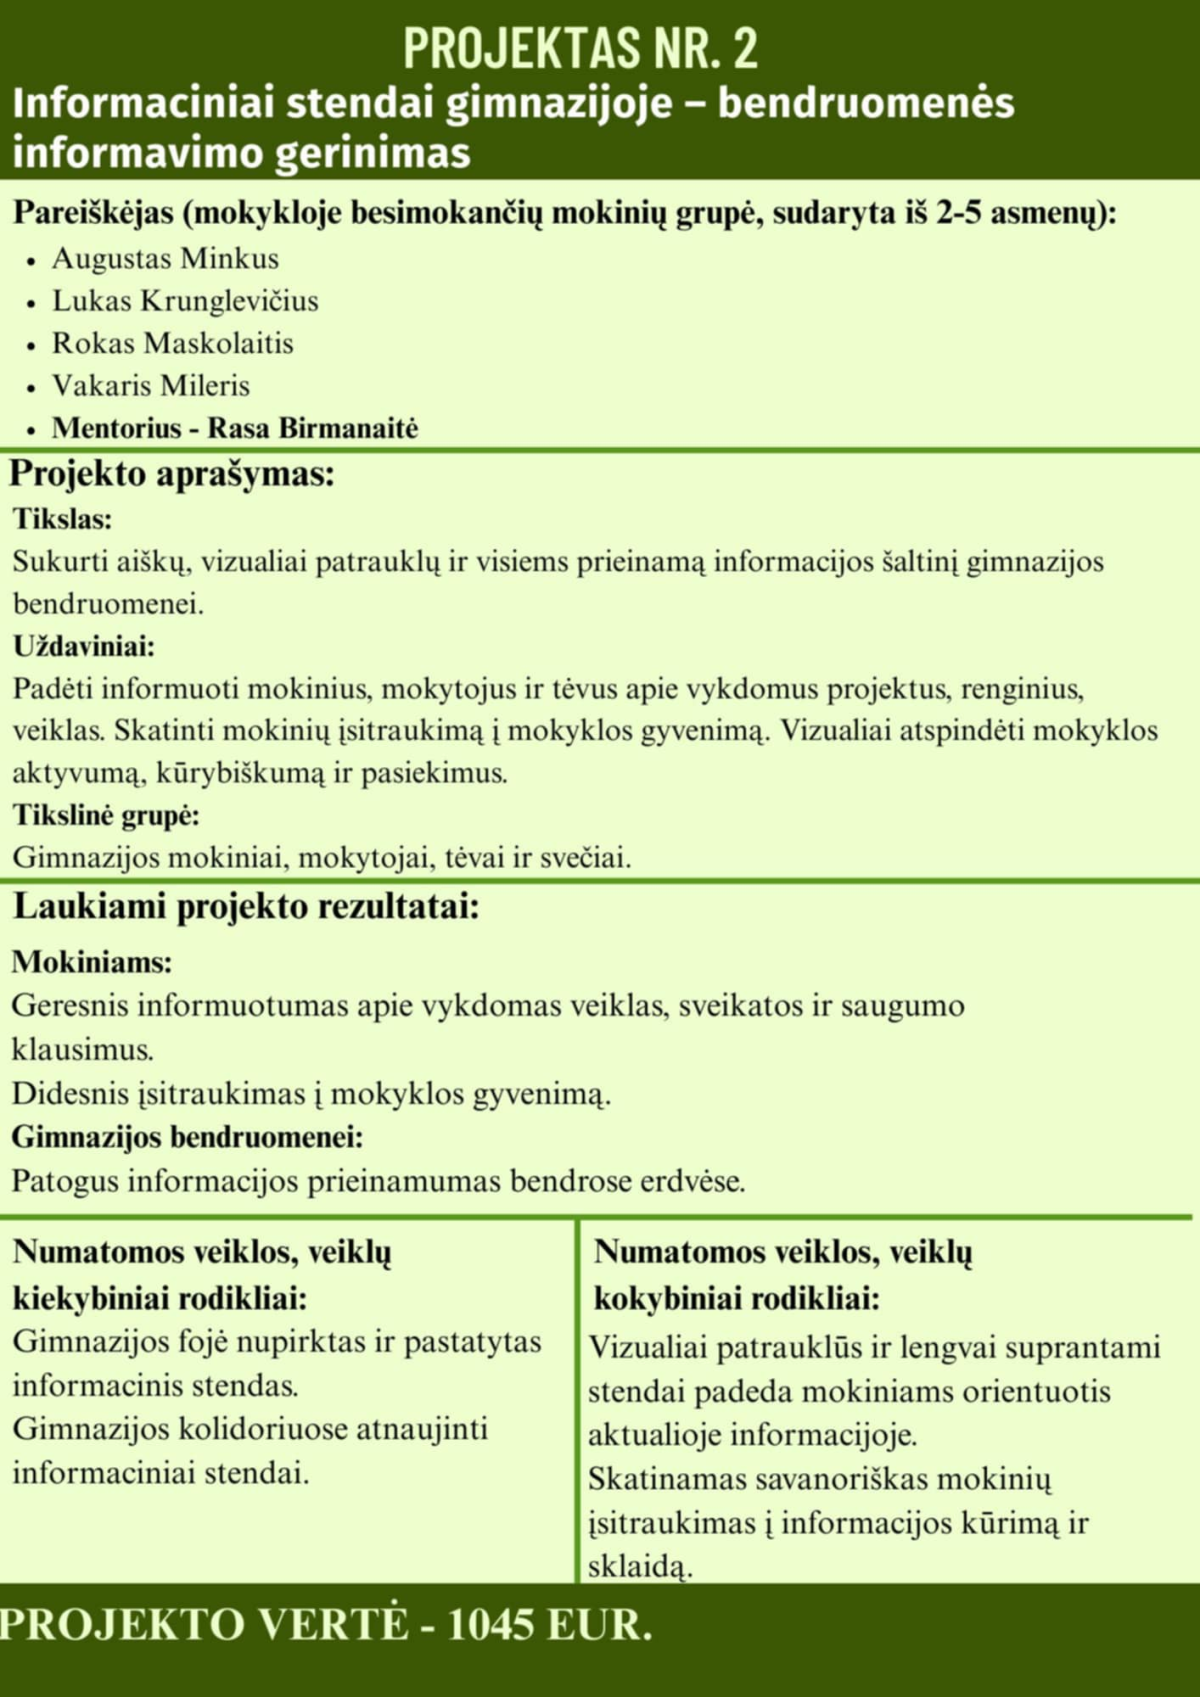 PROJEKTAS NR. 2
Informaciniai stendai gimnazijoje – bendruomenės
informavimo gerinimas
Pareiškėjas (mokykloje besimokančių mokinių grupė, sudaryta iš 2-5 asmenų):
• Augustas Minkus
• Lukas Krunglevičius
• Rokas Maskolaitis
• Vakaris Mileris
• Mentorius - Rasa Birmanaitė
Projekto aprašymas:
Tikslas:
Sukurti aiškų, vizualiai patrauklų ir visiems prieinamą informacijos šaltinį gimnazijos
bendruomenei.
Uždaviniai:
Padėti informuoti mokinius, mokytojus ir tėvus apie vykdomus projektus, renginius,
veiklas. Skatinti mokinių įsitraukimą į mokyklos gyvenimą. Vizualiai atspindėti mokyklos
aktyvumą, kūrybiškumą ir pasiekimus.
Tikslinė grupė:
Gimnazijos mokiniai, mokytojai, tėvai ir svečiai.
Laukiami projekto rezultatai:
Mokiniams:
Geresnis informuotumas apie vykdomas veiklas, sveikatos ir saugumo
klausimus.
Didesnis įsitraukimas į mokyklos gyvenimą.
Gimnazijos bendruomenei:
Patogus informacijos prieinamumas bendrose erdvėse.
Numatomos veiklos, veiklų
kiekybiniai rodikliai:
Gimnazijos fojė nupirktas ir pastatytas
informacinis stendas.
Gimnazijos kolidoriuose atnaujinti
informaciniai stendai.
Numatomos veiklos, veiklų
kokybiniai rodikliai:
Vizualiai patrauklūs ir lengvai suprantami
stendai padeda mokiniams orientuotis
aktualioje informacijoje.
Skatinamas savanoriškas mokinių
įsitraukimas į informacijos kūrimą ir
sklaidą.
PROJEKTO VERTĖ - 1045 EUR.